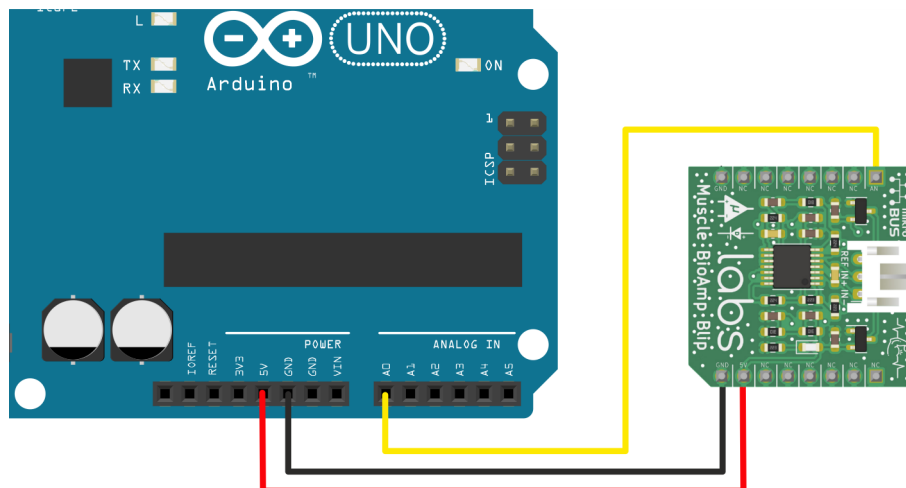 L
TX
RX
UNO
Arduino ™
ON
1
ICSP
IOREF
RESET
3V3
5V
GND
GND
VIN
POWER
A0
A1
A2
A3
A4
A5
ANALOG IN
GND
NC
NC
NC
NC
NC
NC
AN
BUS
µ
labs
Muscle BioAmp Blip
REF IN+ IN-
GND
5V
NC
NC
NC
NC
NC
NC